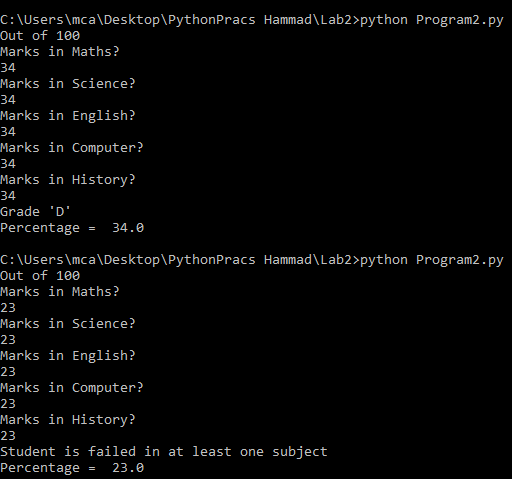 C:\Users\mca\Desktop\PythonPracs Hammad\Lab2>python Program2.py
Out of 100
Marks in Maths?
34
Marks in Science?
34
Marks in English?
34
Marks in Computer?
34
Marks in History?
34
Grade 'D'
Percentage =  34.0

C:\Users\mca\Desktop\PythonPracs Hammad\Lab2>python Program2.py
Out of 100
Marks in Maths?
23
Marks in Science?
23
Marks in English?
23
Marks in Computer?
23
Marks in History?
23
Student is failed in at least one subject
Percentage =  23.0